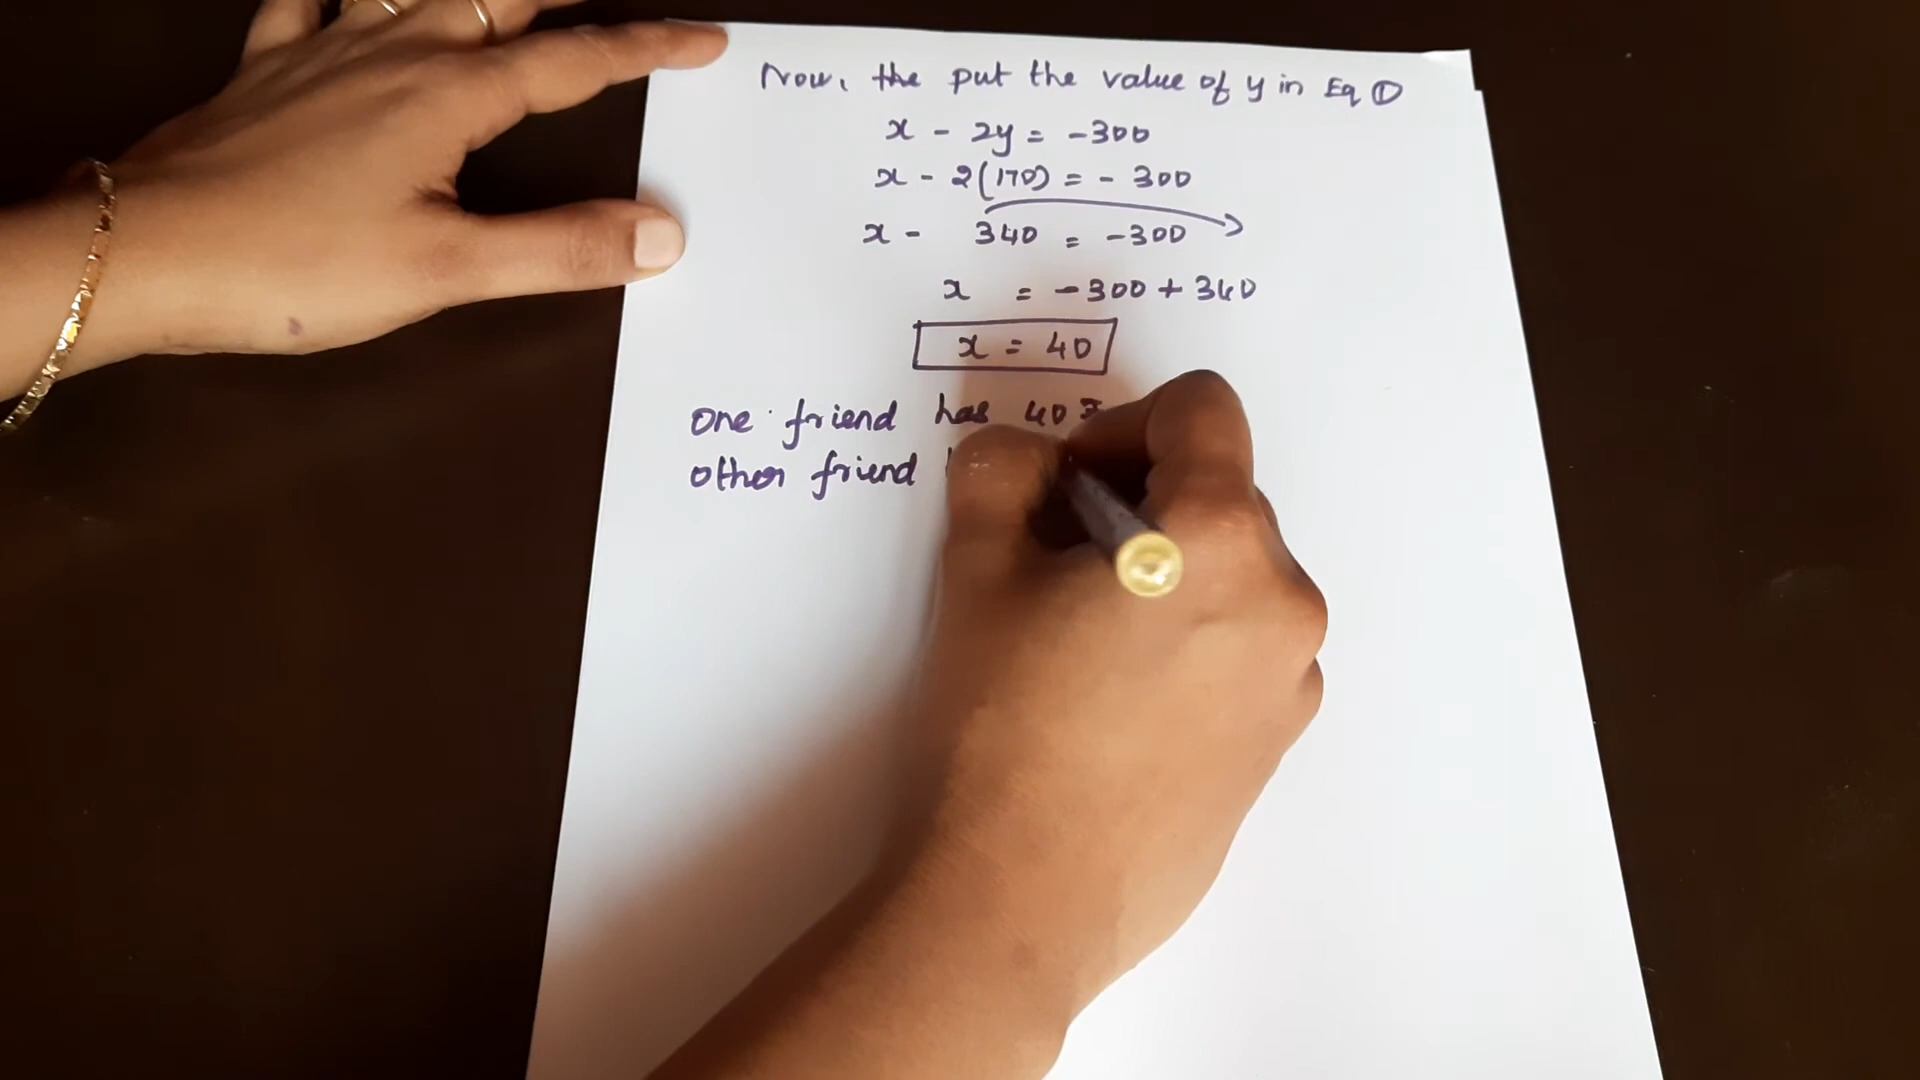 Now, the put the value of y in Eq ①
x - 2y = -300
x - 2(170) = - 300
x - 340 = -300
x = -300 + 340
x = 40
One friend has 40
other friend